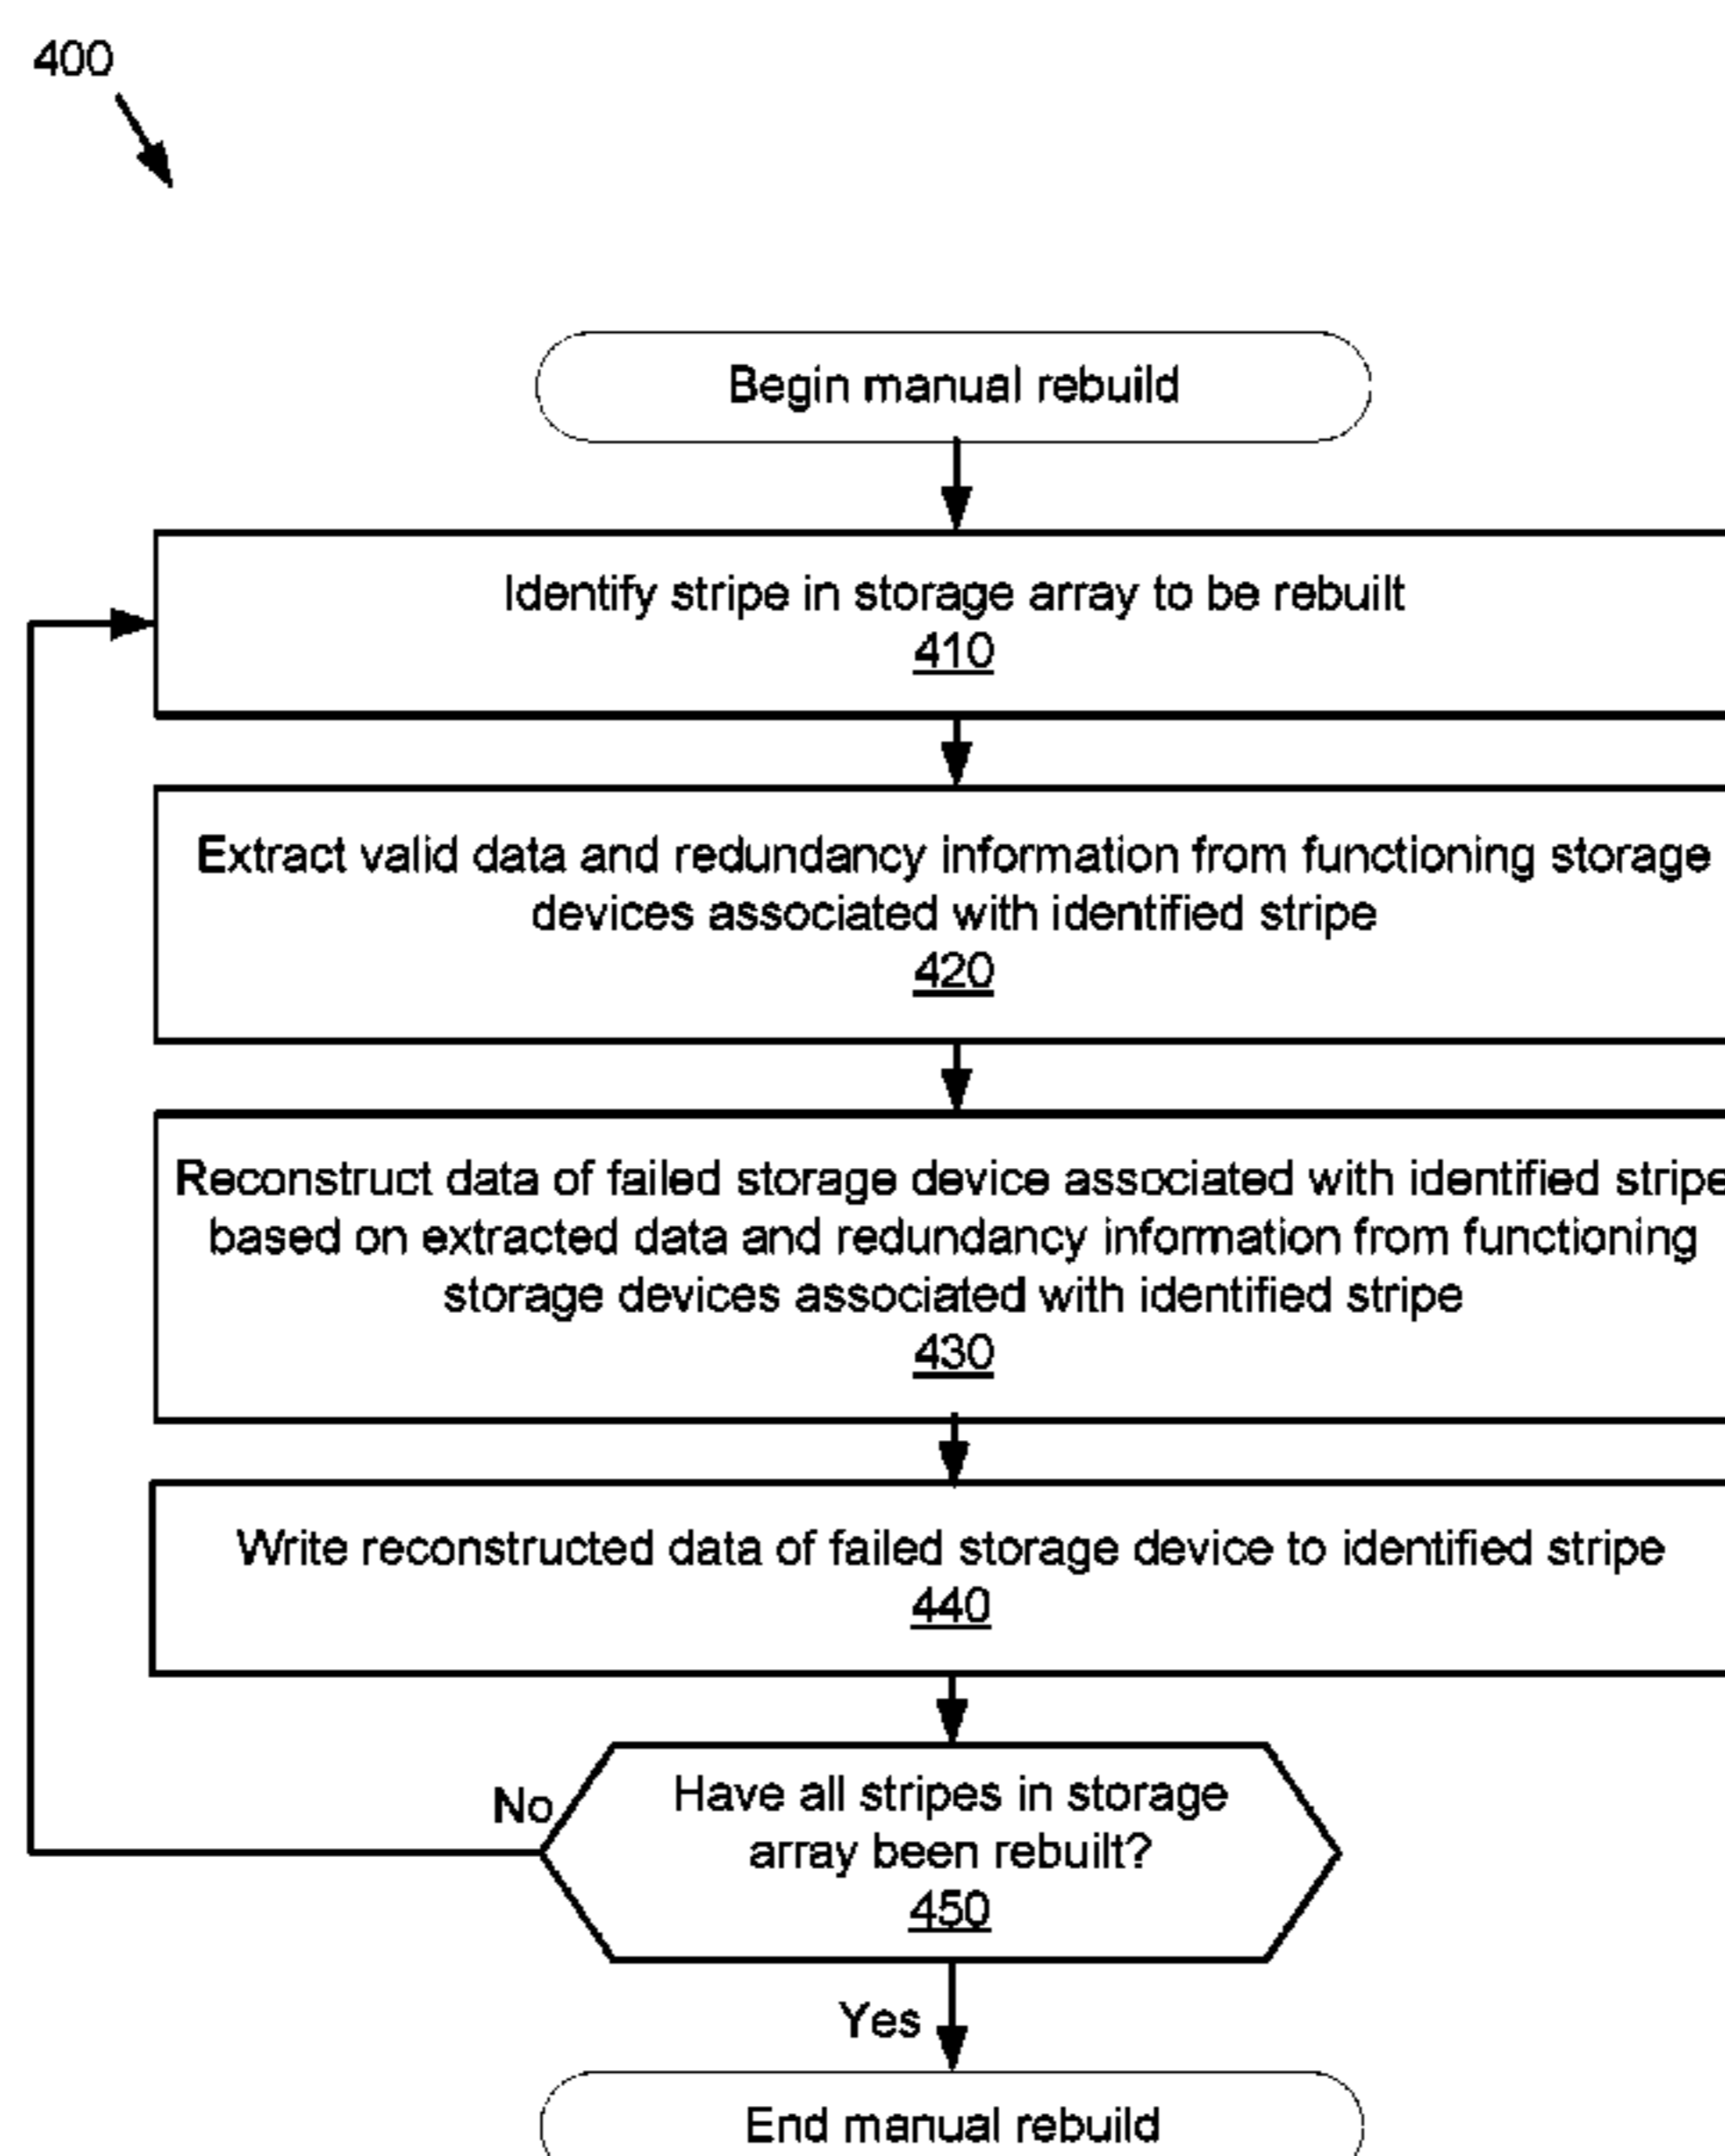 400
Begin manual rebuild
Identify stripe in storage array to be rebuilt
410
Extract valid data and redundancy information from functioning storage
devices associated with identified stripe
420
Reconstruct data of failed storage device associated with identified stripe
based on extracted data and redundancy information from functioning
storage devices associated with identified stripe
430
Write reconstructed data of failed storage device to identified stripe
440
Have all stripes in storage
array been rebuilt?
450
No
Yes
End manual rebuild